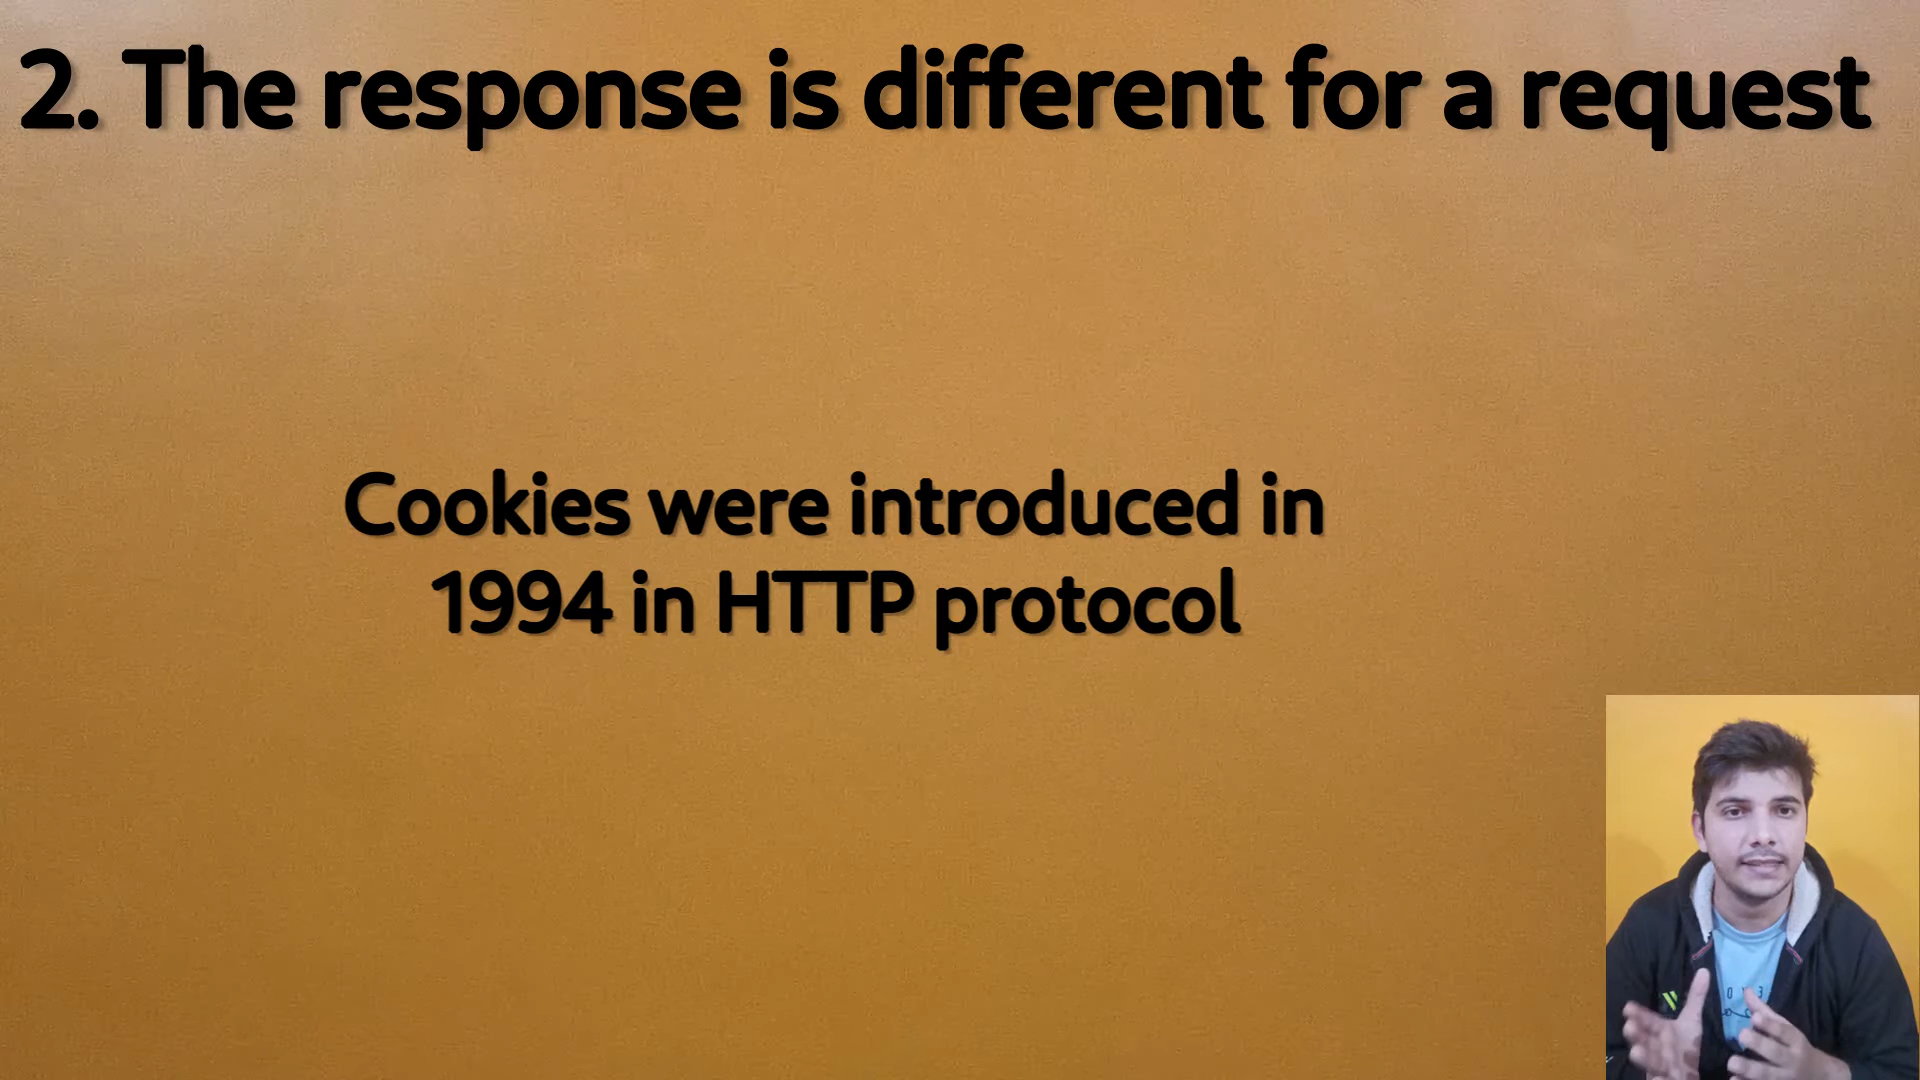 2. The response is different for a request
Cookies were introduced in
1994 in HTTP protocol